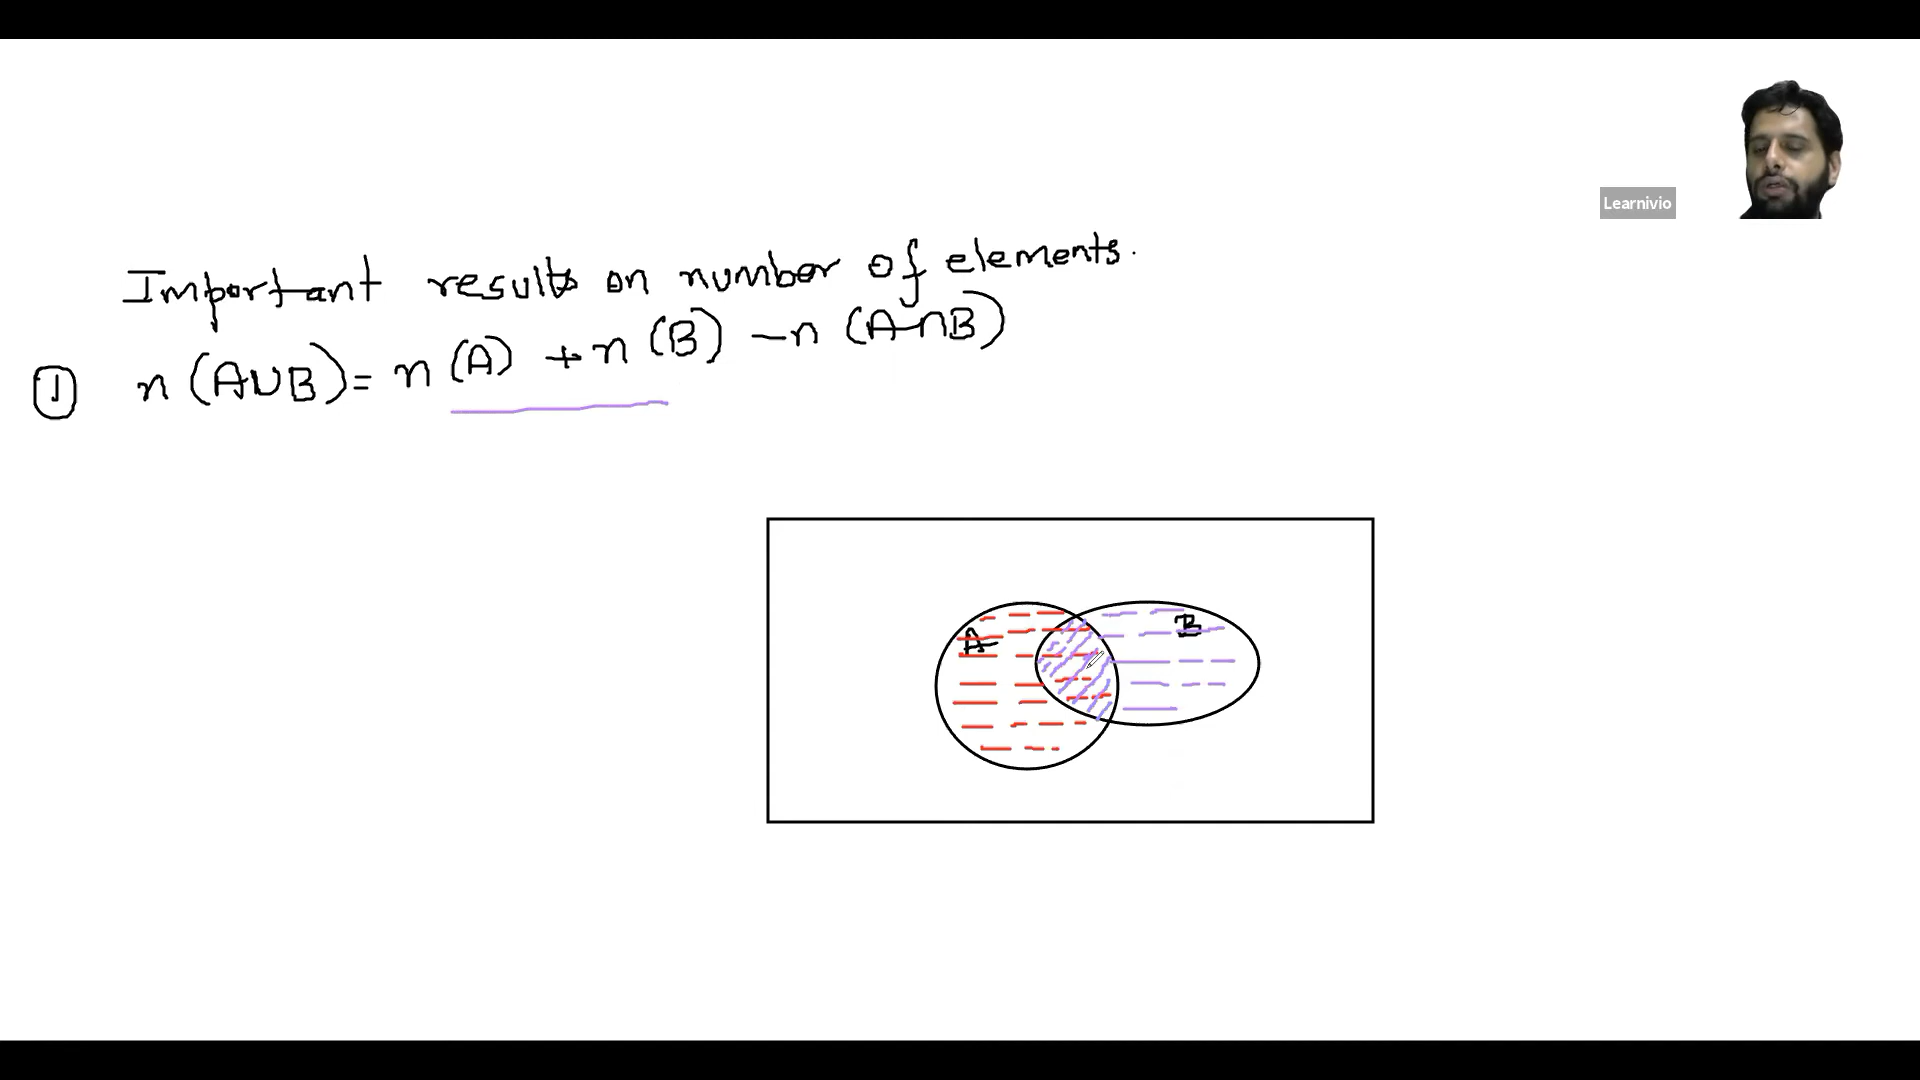 Learnivio
Important results on number of elements.
① n(A∪B) = n(A) + n(B) - n(A∩B)
A B